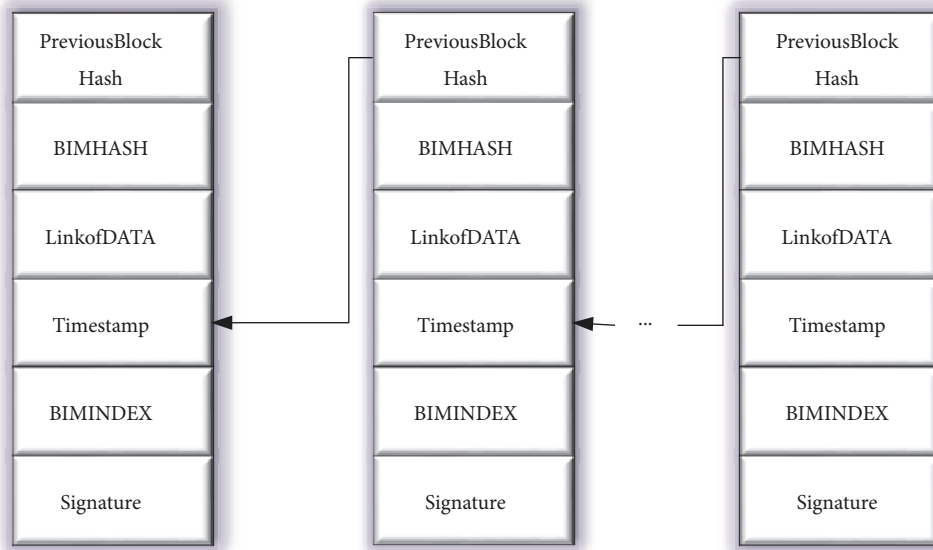 PreviousBlock
Hash
BIMHASH
LinkofDATA
Timestamp
BIMINDEX
Signature
PreviousBlock
Hash
BIMHASH
LinkofDATA
Timestamp
BIMINDEX
Signature
...
PreviousBlock
Hash
BIMHASH
LinkofDATA
Timestamp
BIMINDEX
Signature